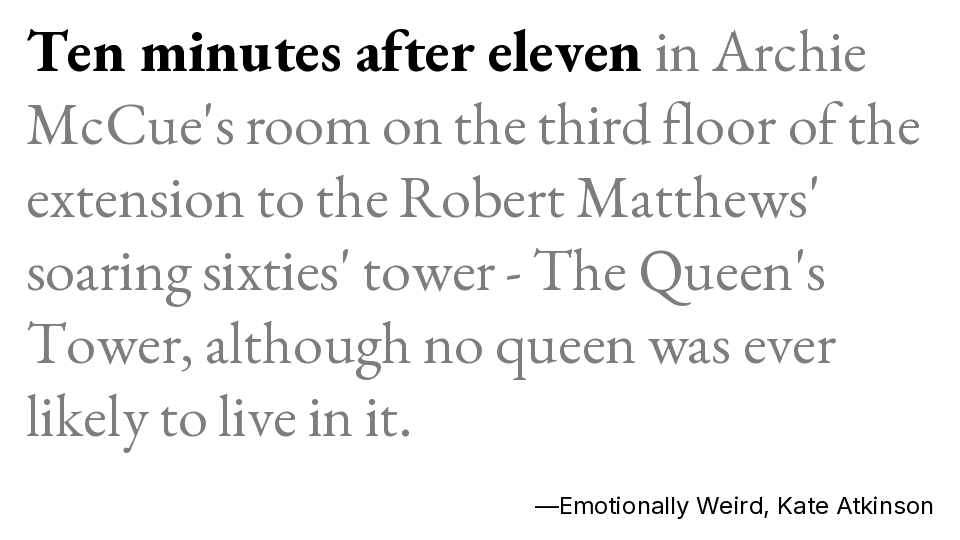 Ten minutes after eleven in Archie
McCue's room on the third floor of the
extension to the Robert Matthews'
soaring sixties' tower - The Queen's
Tower, although no queen was ever
likely to live in it.
—Emotionally Weird, Kate Atkinson